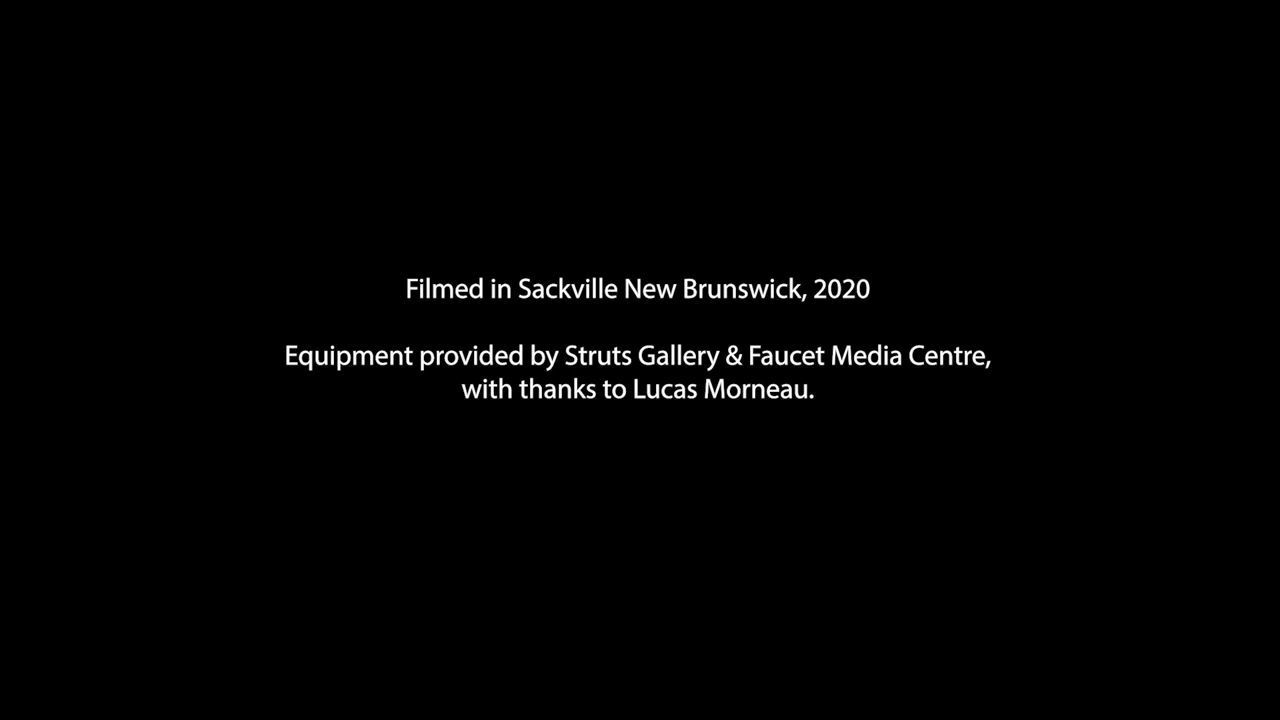 Filmed in Sackville New Brunswick, 2020
Equipment provided by Struts Gallery & Faucet Media Centre,
with thanks to Lucas Morneau.